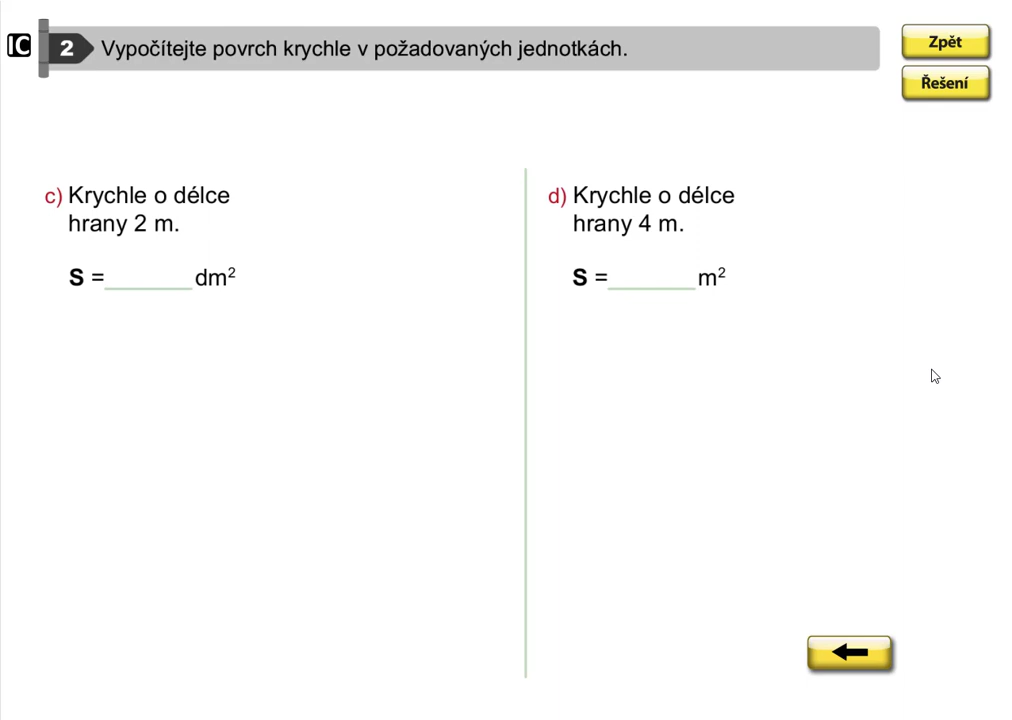 IC
2 Vypočítejte povrch krychle v požadovaných jednotkách.
Zpět
Řešení
c) Krychle o délce
hrany 2 m.
S =_______ dm²
d) Krychle o délce
hrany 4 m.
S =_______ m²